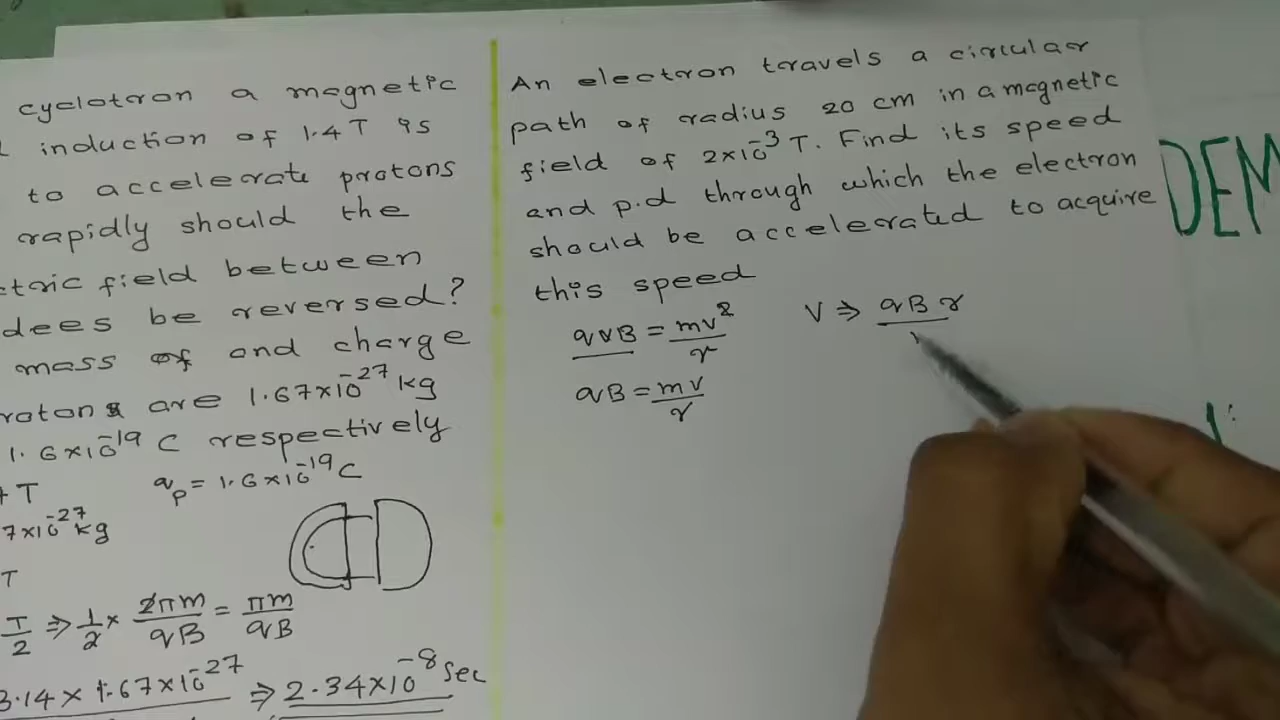 cyclotron a magnetic
induction of 1.4T is
to accelerate protons
rapidly should the
ctric field between
dees be reversed?
mass of and charge
rotons are 1.67×10⁻²⁷ kg
1.6×10⁻¹⁹ C respectively
T qₚ = 1.6×10⁻¹⁹ C
7×10⁻²⁷ kg
T
T/2 ⇒ 1/2 × 2πm/qB = πm/qB
3.14 × 1.67×10⁻²⁷ ⇒ 2.34×10⁻⁸ sec
An electron travels a circular
path of radius 20 cm in a magnetic
field of 2×10⁻³ T. Find its speed
and p.d through which the electron
should be accelerated to acquire
this speed
qvB = mv²/r V ⇒ qBr
qB = mv/r
DEM